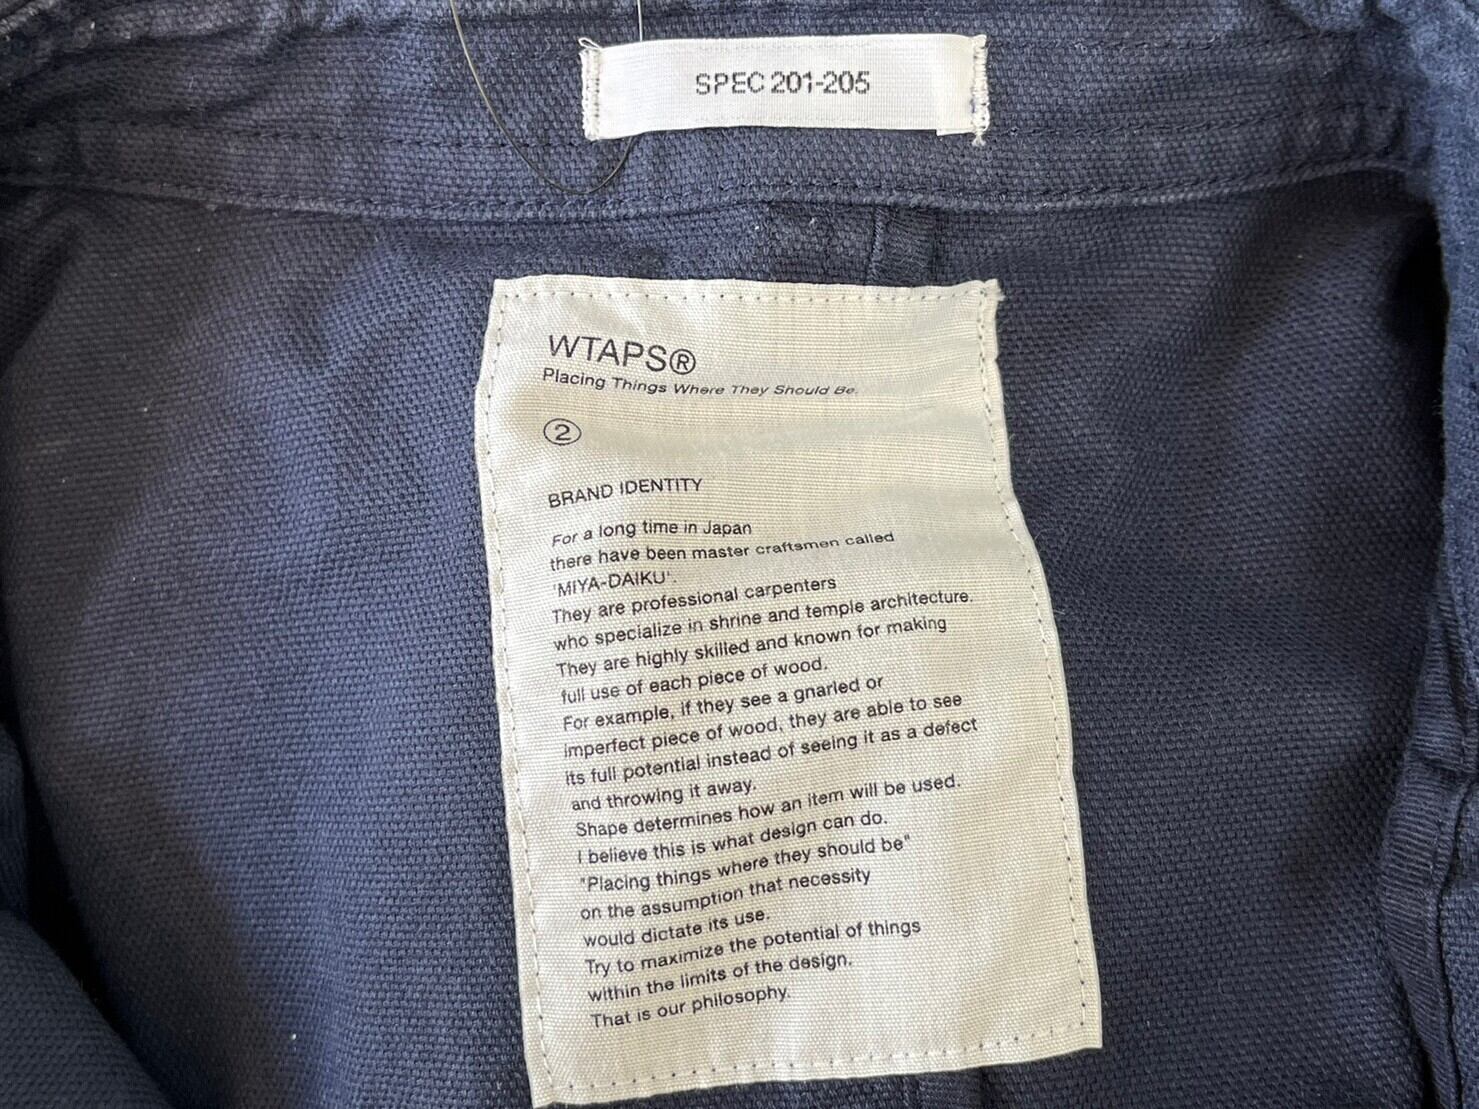 SPEC 201-205
WTAPS®
Placing Things Where They Should Be.
②
BRAND IDENTITY
For a long time in Japan
there have been master craftsmen called
'MIYA-DAIKU'.
They are professional carpenters
who specialize in shrine and temple architecture.
They are highly skilled and known for making
full use of each piece of wood.
For example, if they see a gnarled or
imperfect piece of wood, they are able to see
its full potential instead of seeing it as a defect
and throwing it away.
Shape determines how an item will be used.
I believe this is what design can do.
"Placing things where they should be"
on the assumption that necessity
would dictate its use.
Try to maximize the potential of things
within the limits of the design.
That is our philosophy.